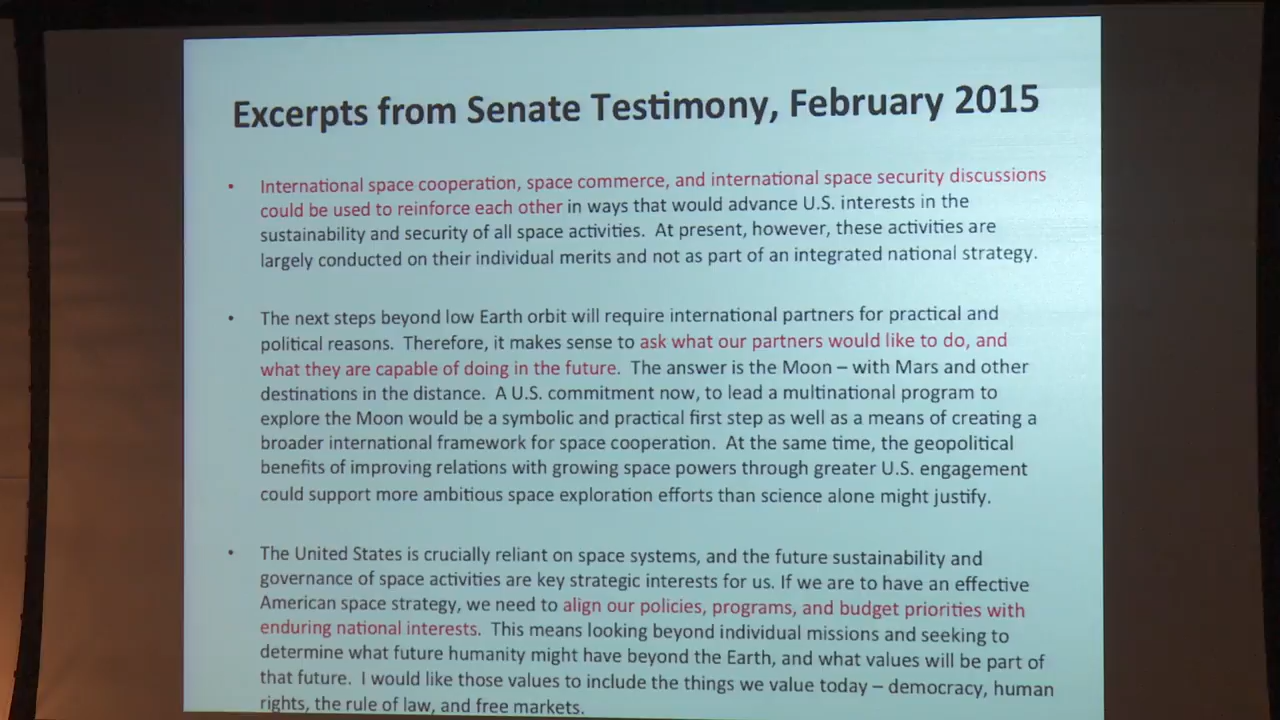 Excerpts from Senate Testimony, February 2015
• International space cooperation, space commerce, and international space security discussions
could be used to reinforce each other in ways that would advance U.S. interests in the
sustainability and security of all space activities. At present, however, these activities are
largely conducted on their individual merits and not as part of an integrated national strategy.
• The next steps beyond low Earth orbit will require international partners for practical and
political reasons. Therefore, it makes sense to ask what our partners would like to do, and
what they are capable of doing in the future. The answer is the Moon – with Mars and other
destinations in the distance. A U.S. commitment now, to lead a multinational program to
explore the Moon would be a symbolic and practical first step as well as a means of creating a
broader international framework for space cooperation. At the same time, the geopolitical
benefits of improving relations with growing space powers through greater U.S. engagement
could support more ambitious space exploration efforts than science alone might justify.
• The United States is crucially reliant on space systems, and the future sustainability and
governance of space activities are key strategic interests for us. If we are to have an effective
American space strategy, we need to align our policies, programs, and budget priorities with
enduring national interests. This means looking beyond individual missions and seeking to
determine what future humanity might have beyond the Earth, and what values will be part of
that future. I would like those values to include the things we value today – democracy, human
rights, the rule of law, and free markets.